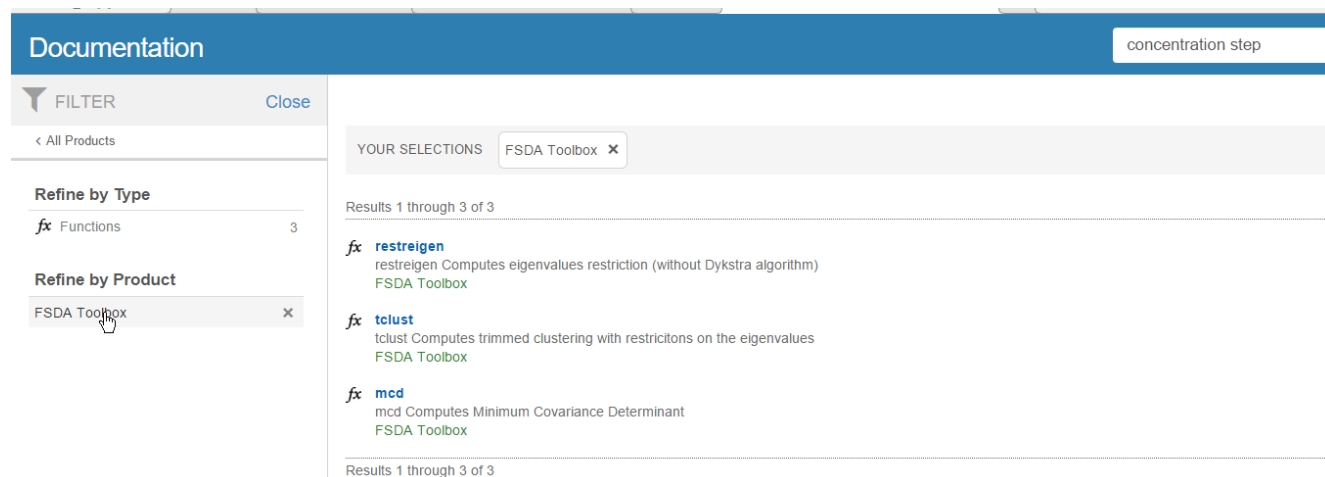 Documentation
concentration step
FILTER
Close
< All Products
YOUR SELECTIONS
FSDA Toolbox ×
Refine by Type
fx Functions 3
Refine by Product
FSDA Toolbox ×
Results 1 through 3 of 3
fx restreigen
restreigen Computes eigenvalues restriction (without Dykstra algorithm)
FSDA Toolbox
fx tclust
tclust Computes trimmed clustering with restricitons on the eigenvalues
FSDA Toolbox
fx mcd
mcd Computes Minimum Covariance Determinant
FSDA Toolbox
Results 1 through 3 of 3